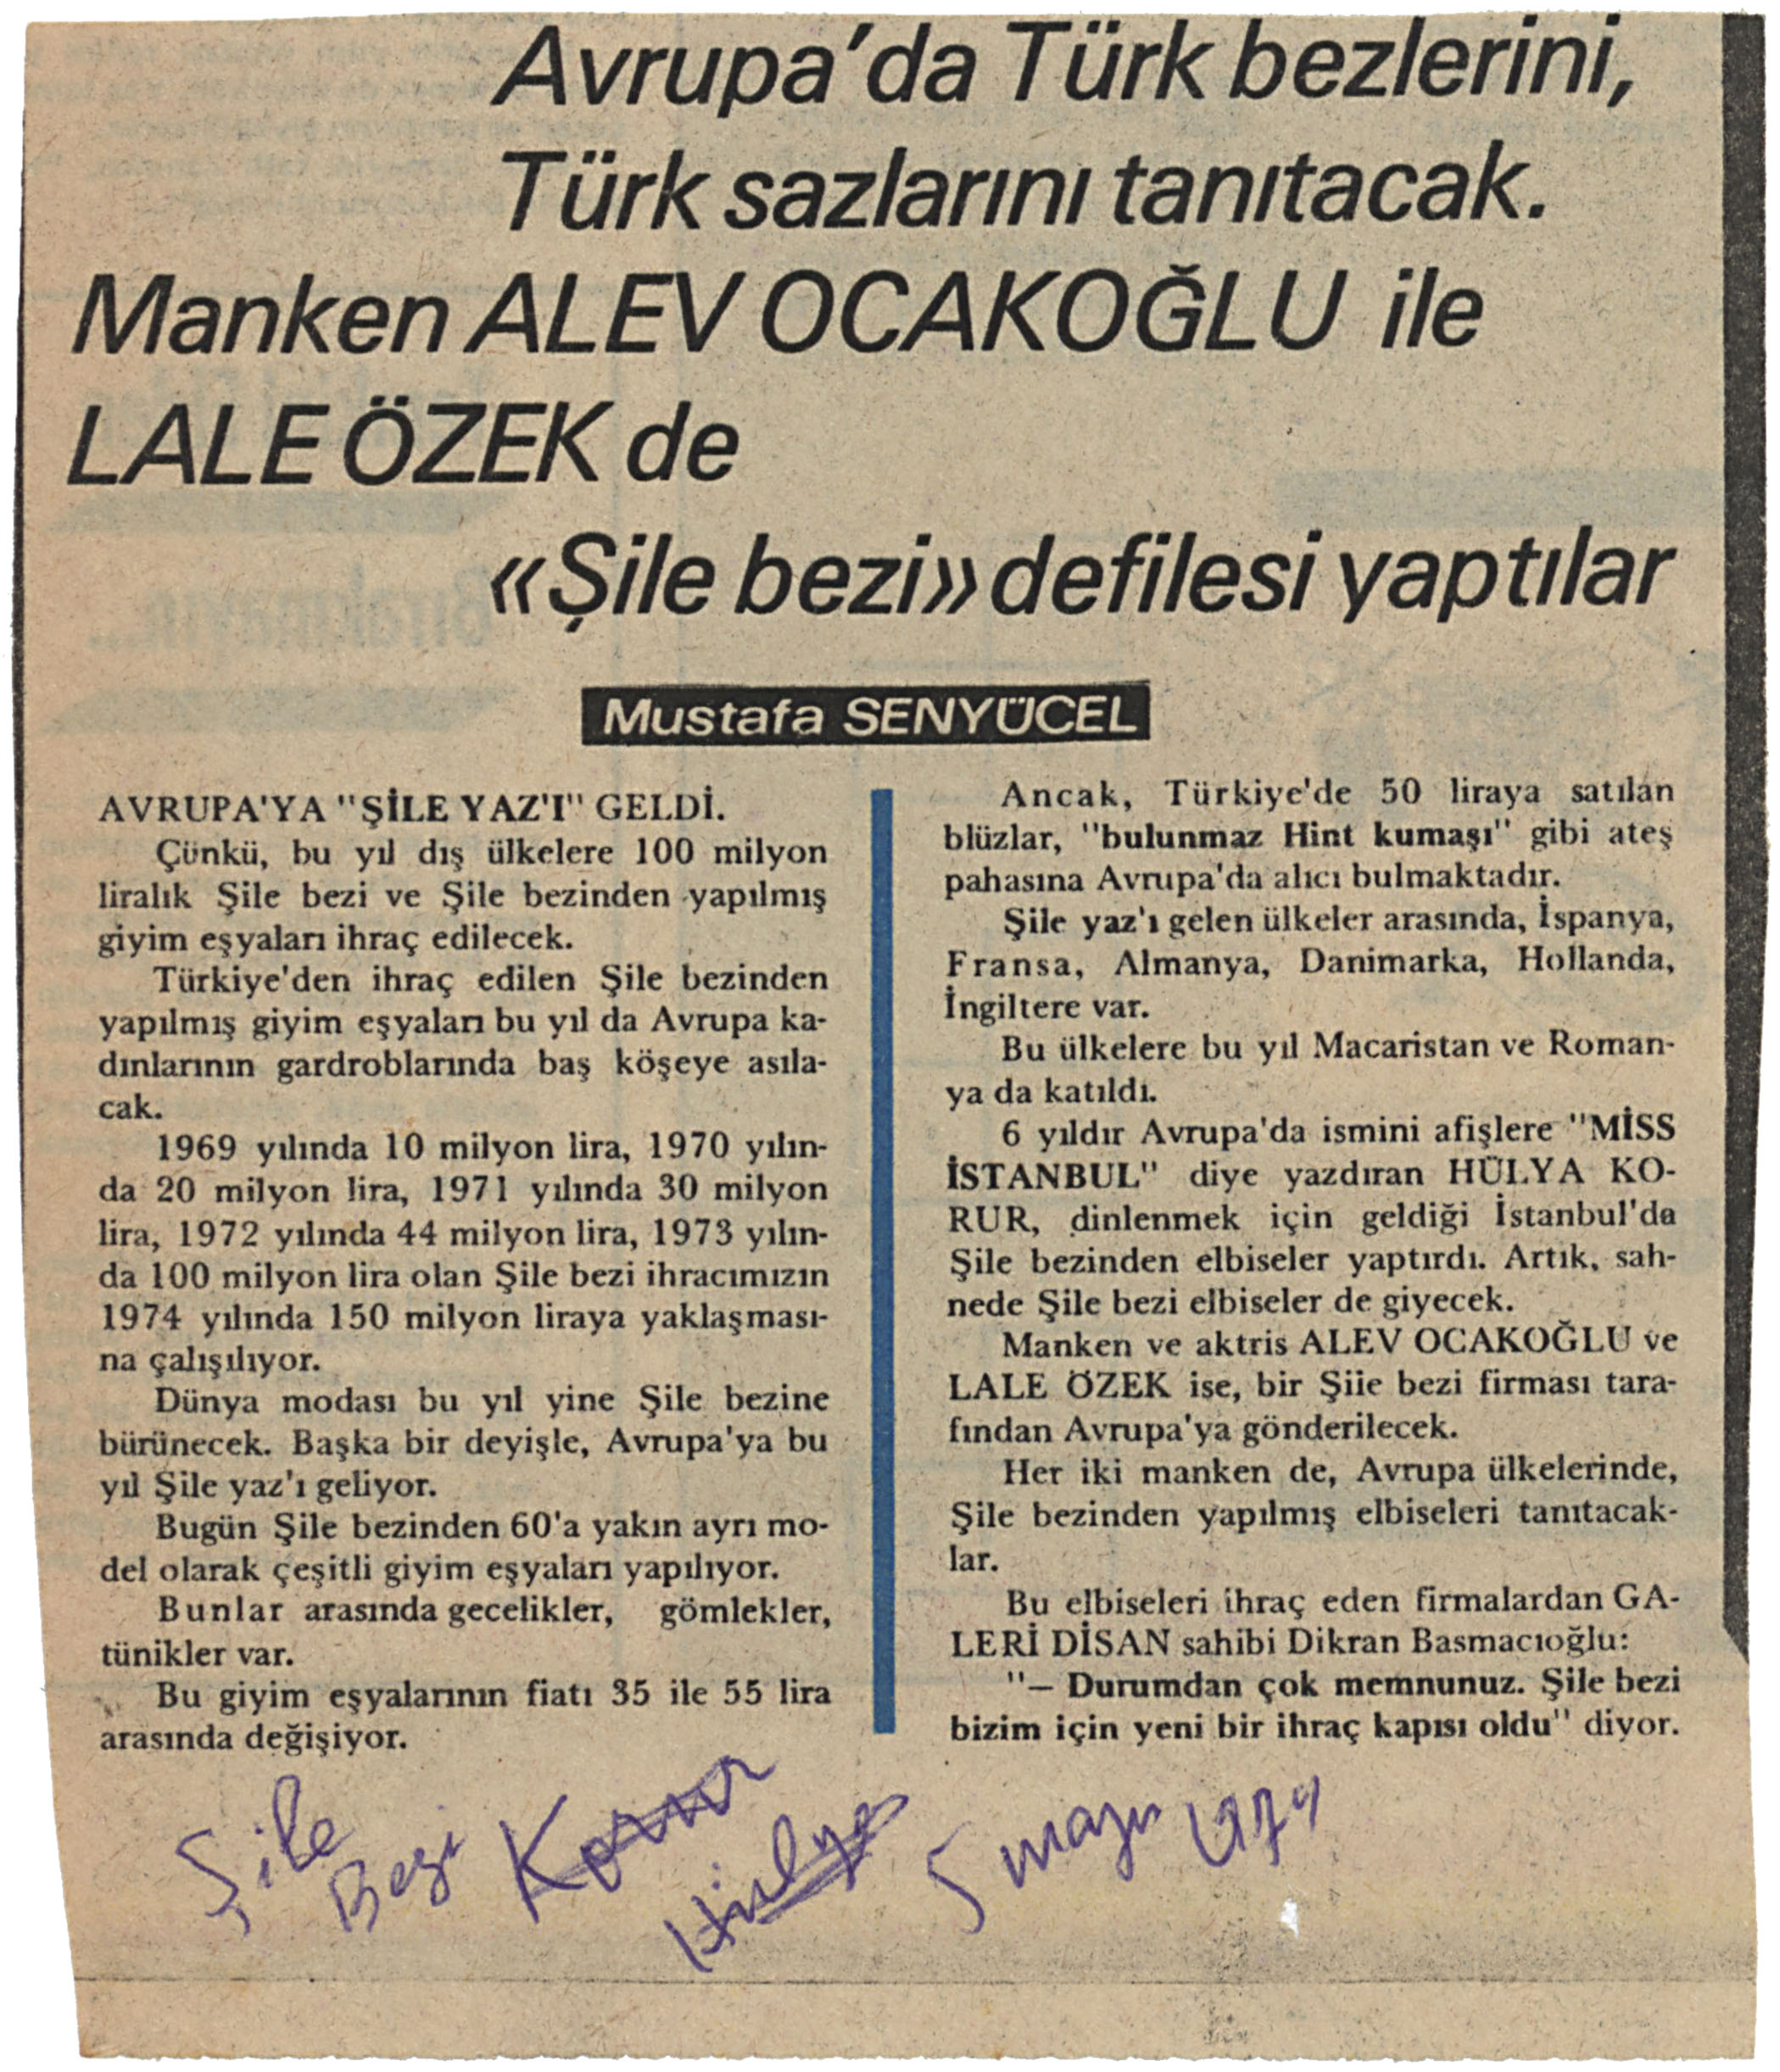 Avrupa'da Türk bezlerini,
Türk sazlarını tanıtacak.
Manken ALEV OCAKOĞLU ile
LALE ÖZEK de
«Şile bezi» defilesi yaptılar
Mustafa SENYÜCEL
AVRUPA'YA "ŞİLE YAZ'I" GELDİ.
Çünkü, bu yıl dış ülkelere 100 milyon
liralık Şile bezi ve Şile bezinden yapılmış
giyim eşyaları ihraç edilecek.
Türkiye'den ihraç edilen Şile bezinden
yapılmış giyim eşyaları bu yıl da Avrupa ka-
dınlarının gardroblarında baş köşeye asıla-
cak.
1969 yılında 10 milyon lira, 1970 yılın-
da 20 milyon lira, 1971 yılında 30 milyon
lira, 1972 yılında 44 milyon lira, 1973 yılın-
da 100 milyon lira olan Şile bezi ihracımızın
1974 yılında 150 milyon liraya yaklaşması-
na çalışılıyor.
Dünya modası bu yıl yine Şile bezine
bürünecek. Başka bir deyişle, Avrupa'ya bu
yıl Şile yaz'ı geliyor.
Bugün Şile bezinden 60'a yakın ayrı mo-
del olarak çeşitli giyim eşyaları yapılıyor.
Bunlar arasında gecelikler, gömlekler,
tünikler var.
Bu giyim eşyalarının fiatı 35 ile 55 lira
arasında değişiyor.
Ancak, Türkiye'de 50 liraya satılan
blüzlar, "bulunmaz Hint kumaşı" gibi ateş
pahasına Avrupa'da alıcı bulmaktadır.
Şile yaz'ı gelen ülkeler arasında, İspanya,
Fransa, Almanya, Danimarka, Hollanda,
İngiltere var.
Bu ülkelere bu yıl Macaristan ve Roman-
ya da katıldı.
6 yıldır Avrupa'da ismini afişlere "MİSS
İSTANBUL" diye yazdıran HÜLYA KO-
RUR, dinlenmek için geldiği İstanbul'da
Şile bezinden elbiseler yaptırdı. Artık, sah-
nede Şile bezi elbiseler de giyecek.
Manken ve aktris ALEV OCAKOĞLU ve
LALE ÖZEK ise, bir Şile bezi firması tara-
fından Avrupa'ya gönderilecek.
Her iki manken de, Avrupa ülkelerinde,
Şile bezinden yapılmış elbiseleri tanıtacak-
lar.
Bu elbiseleri ihraç eden firmalardan GA-
LERİ DİSAN sahibi Dikran Basmacıoğlu:
"— Durumdan çok memnunuz. Şile bezi
bizim için yeni bir ihraç kapısı oldu" diyor.
Şile
Bezi
Korur
Hülya
5 mayıs 1974